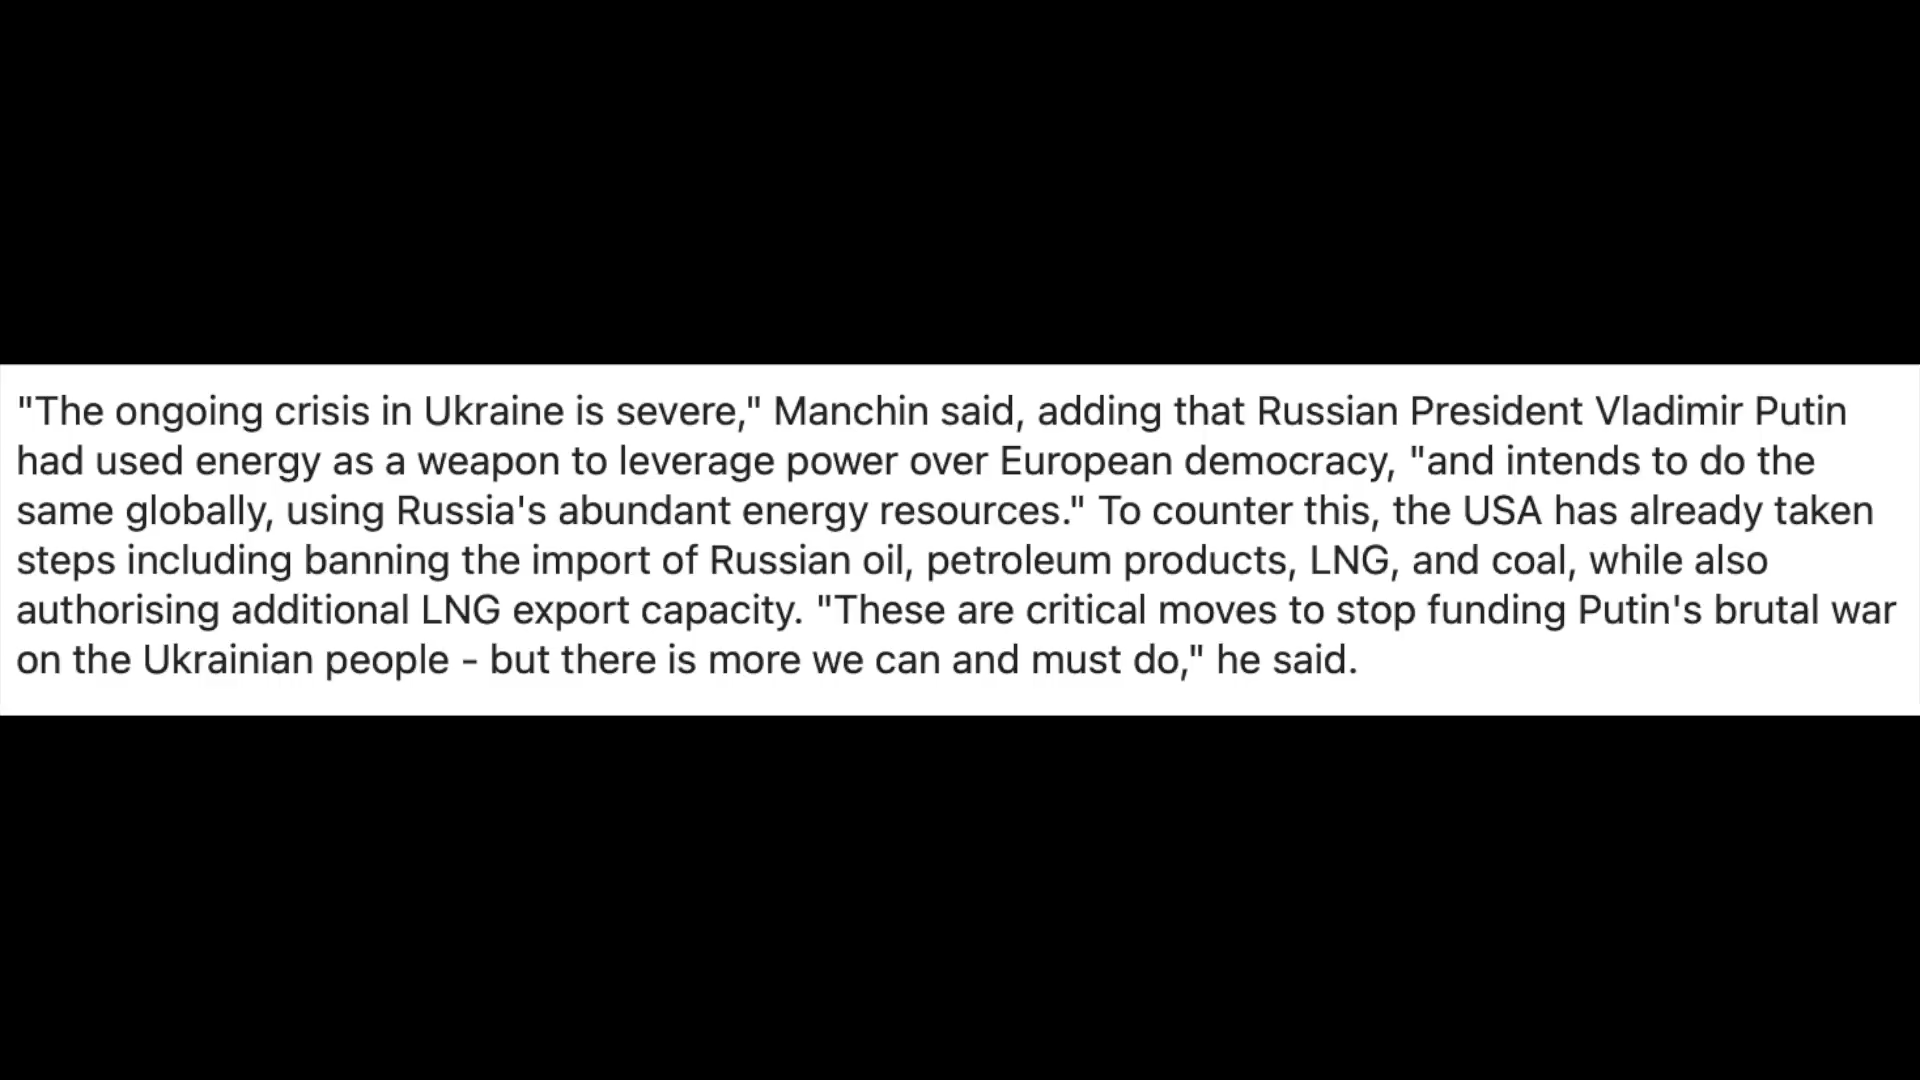 "The ongoing crisis in Ukraine is severe," Manchin said, adding that Russian President Vladimir Putin
had used energy as a weapon to leverage power over European democracy, "and intends to do the
same globally, using Russia's abundant energy resources." To counter this, the USA has already taken
steps including banning the import of Russian oil, petroleum products, LNG, and coal, while also
authorising additional LNG export capacity. "These are critical moves to stop funding Putin's brutal war
on the Ukrainian people - but there is more we can and must do," he said.